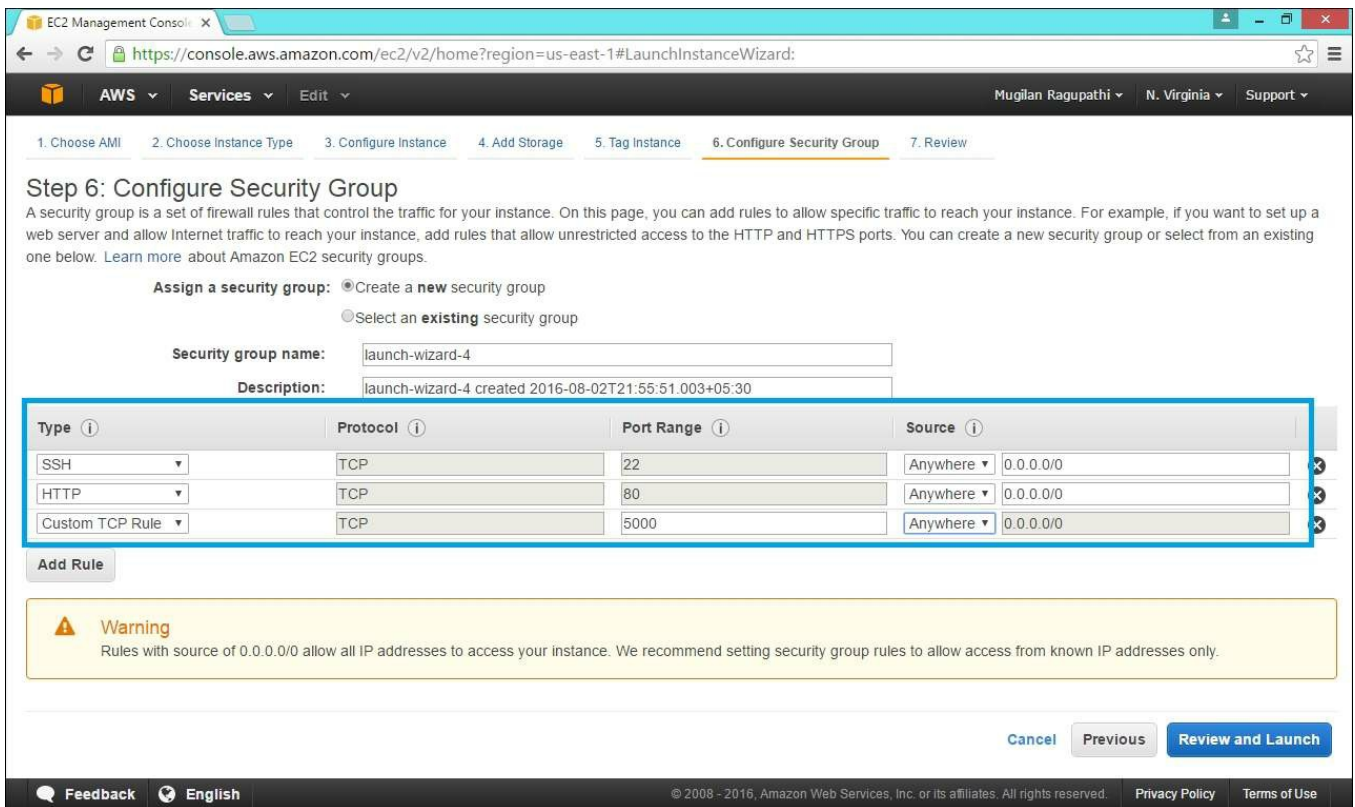 EC2 Management Consol
https://console.aws.amazon.com/ec2/v2/home?region=us-east-1#LaunchInstanceWizard:
AWS Services Edit Mugilan Ragupathi N. Virginia Support
1. Choose AMI 2. Choose Instance Type 3. Configure Instance 4. Add Storage 5. Tag Instance 6. Configure Security Group 7. Review
Step 6: Configure Security Group
A security group is a set of firewall rules that control the traffic for your instance. On this page, you can add rules to allow specific traffic to reach your instance. For example, if you want to set up a
web server and allow Internet traffic to reach your instance, add rules that allow unrestricted access to the HTTP and HTTPS ports. You can create a new security group or select from an existing
one below. Learn more about Amazon EC2 security groups.
Assign a security group: Create a new security group
Select an existing security group
Security group name: launch-wizard-4
Description: launch-wizard-4 created 2016-08-02T21:55:51.003+05:30
Type Protocol Port Range Source
SSH TCP 22 Anywhere 0.0.0.0/0
HTTP TCP 80 Anywhere 0.0.0.0/0
Custom TCP Rule TCP 5000 Anywhere 0.0.0.0/0
Add Rule
Warning
Rules with source of 0.0.0.0/0 allow all IP addresses to access your instance. We recommend setting security group rules to allow access from known IP addresses only.
Cancel Previous Review and Launch
Feedback English © 2008 - 2016, Amazon Web Services, Inc. or its affiliates. All rights reserved. Privacy Policy Terms of Use